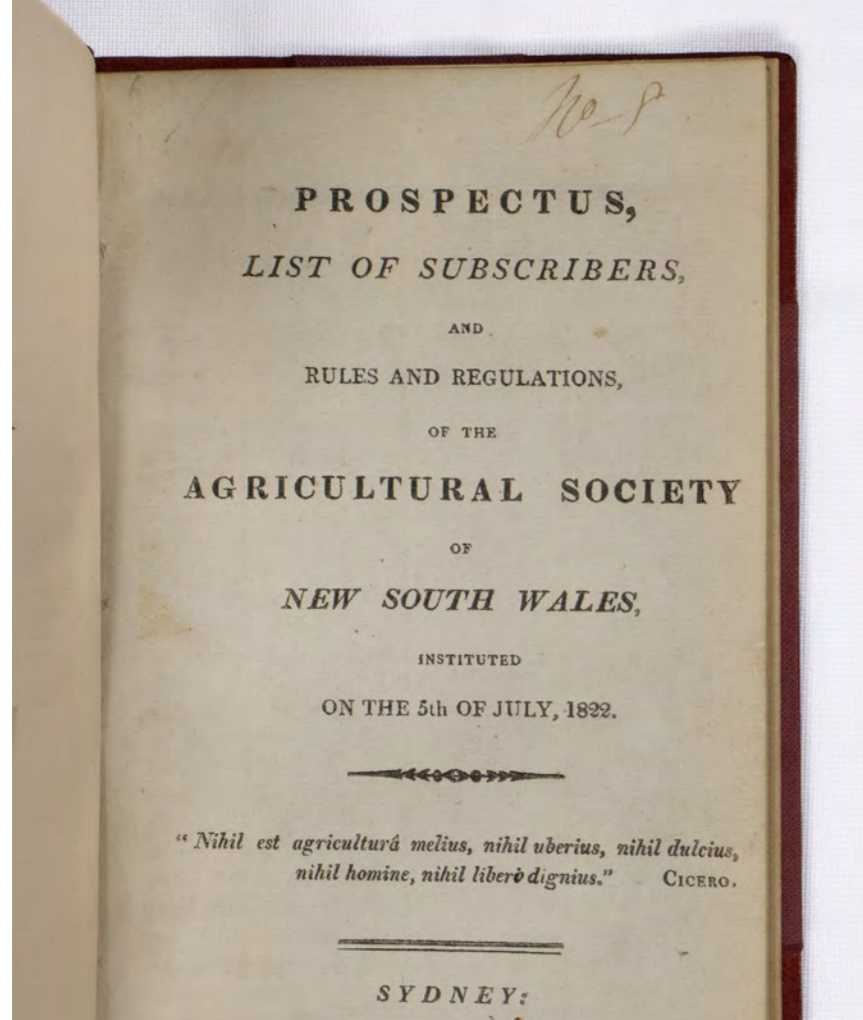 No 8
PROSPECTUS,
LIST OF SUBSCRIBERS,
AND
RULES AND REGULATIONS,
OF THE
AGRICULTURAL SOCIETY
OF
NEW SOUTH WALES,
INSTITUTED
ON THE 5th OF JULY, 1822.
“ Nihil est agriculturâ melius, nihil uberius, nihil dulcius,
nihil homine, nihil liberò dignius.” CICERO.
SYDNEY: